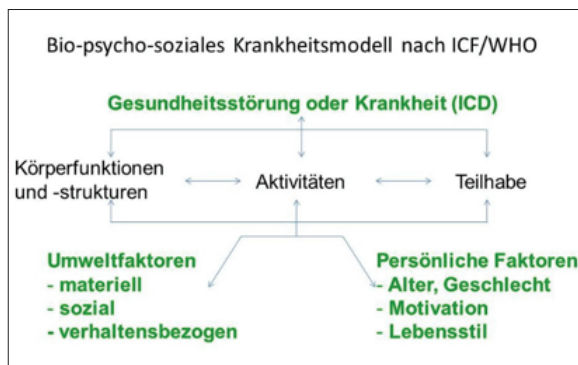 Bio-psycho-soziales Krankheitsmodell nach ICF/WHO
Gesundheitsstörung oder Krankheit (ICD)
Körperfunktionen
und -strukturen
Aktivitäten
Teilhabe
Umweltfaktoren
- materiell
- sozial
- verhaltensbezogen
Persönliche Faktoren
- Alter, Geschlecht
- Motivation
- Lebensstil